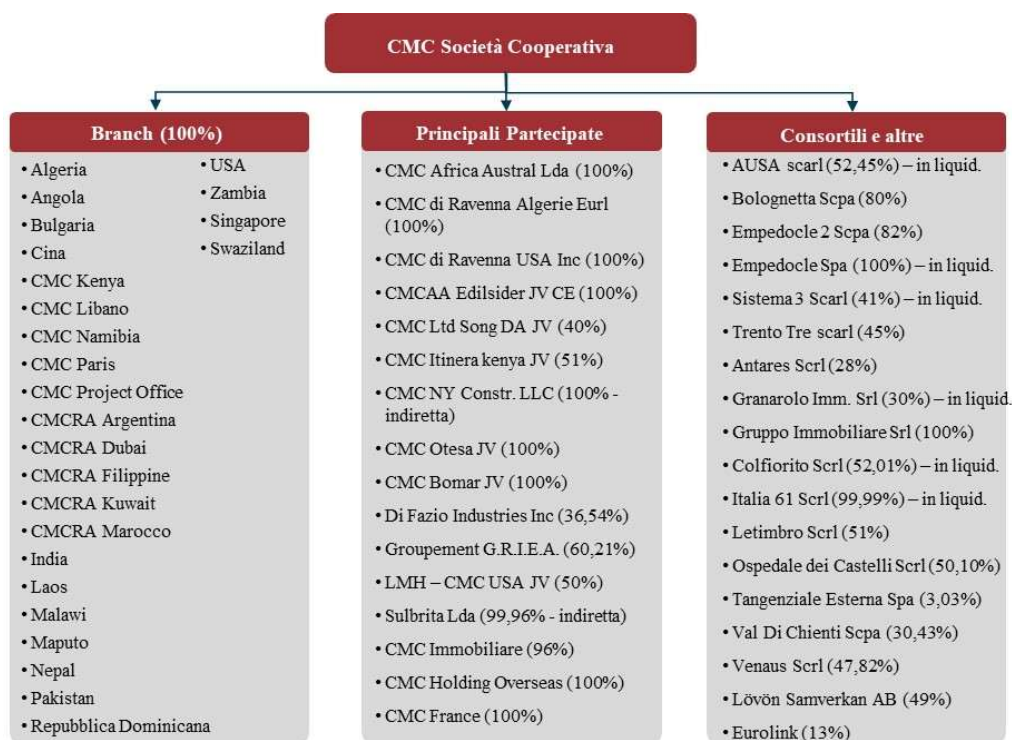 CMC Società Cooperativa
Branch (100%)
• Algeria
• Angola
• Bulgaria
• Cina
• CMC Kenya
• CMC Libano
• CMC Namibia
• CMC Paris
• CMC Project Office
• CMCRA Argentina
• CMCRA Dubai
• CMCRA Filippine
• CMCRA Kuwait
• CMCRA Marocco
• India
• Laos
• Malawi
• Maputo
• Nepal
• Pakistan
• Repubblica Dominicana
• USA
• Zambia
• Singapore
• Swaziland
Principali Partecipate
• CMC Africa Austral Lda (100%)
• CMC di Ravenna Algerie Eurl
(100%)
• CMC di Ravenna USA Inc (100%)
• CMCAA Edilsider JV CE (100%)
• CMC Ltd Song DA JV (40%)
• CMC Itinera kenya JV (51%)
• CMC NY Constr. LLC (100% -
indiretta)
• CMC Otesa JV (100%)
• CMC Bomar JV (100%)
• Di Fazio Industries Inc (36,54%)
• Groupement G.R.I.E.A. (60,21%)
• LMH – CMC USA JV (50%)
• Sulbrita Lda (99,96% - indiretta)
• CMC Immobiliare (96%)
• CMC Holding Overseas (100%)
• CMC France (100%)
Consortili e altre
• AUSA scarl (52,45%) – in liquid.
• Bolognetta Scpa (80%)
• Empedocle 2 Scpa (82%)
• Empedocle Spa (100%) – in liquid.
• Sistema 3 Scarl (41%) – in liquid.
• Trento Tre scarl (45%)
• Antares Scrl (28%)
• Granarolo Imm. Srl (30%) – in liquid.
• Gruppo Immobiliare Srl (100%)
• Colfiorito Scrl (52,01%) – in liquid.
• Italia 61 Scrl (99,99%) – in liquid.
• Letimbro Scrl (51%)
• Ospedale dei Castelli Scrl (50,10%)
• Tangenziale Esterna Spa (3,03%)
• Val Di Chienti Scpa (30,43%)
• Venaus Scrl (47,82%)
• Lövön Samverkan AB (49%)
• Eurolink (13%)